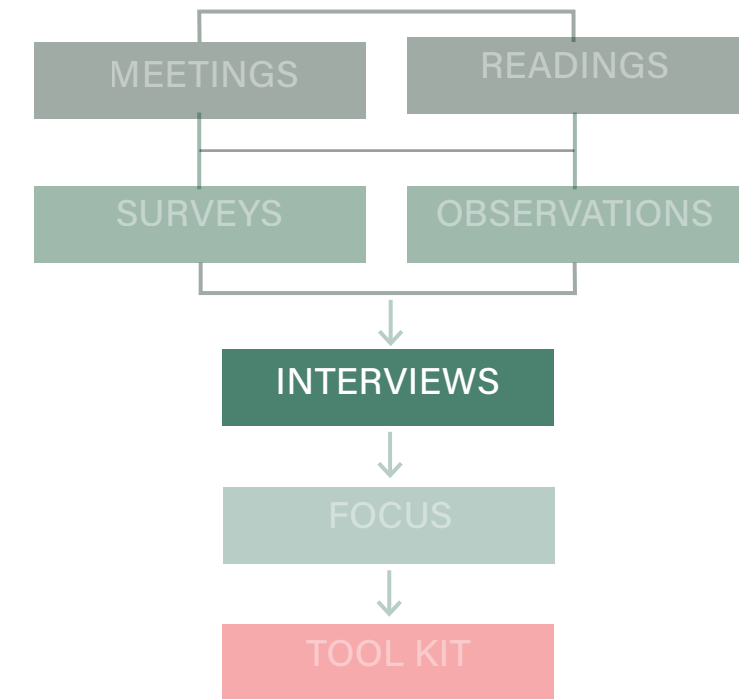 MEETINGS
READINGS
SURVEYS
OBSERVATIONS
INTERVIEWS
FOCUS
TOOL KIT